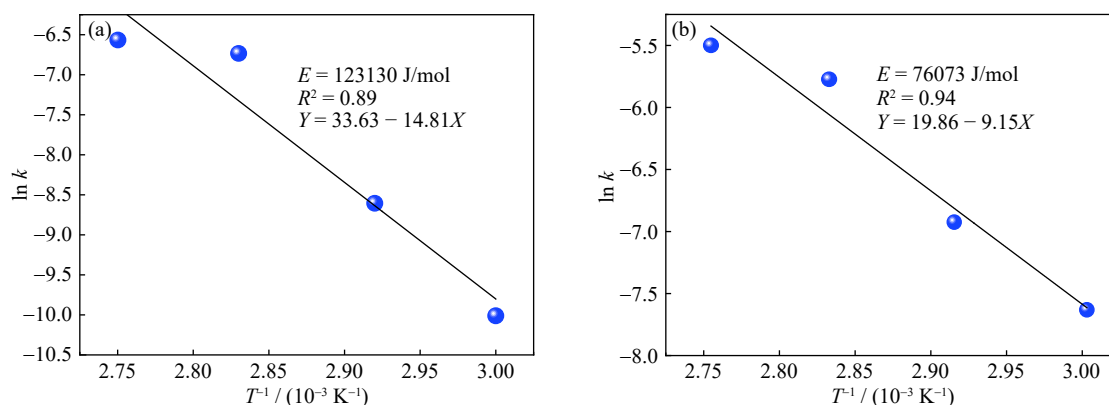 (a)
E = 123130 J/mol
R² = 0.89
Y = 33.63 − 14.81X
ln k
−6.5
−7.0
−7.5
−8.0
−8.5
−9.0
−9.5
−10.0
−10.5
2.75 2.80 2.85 2.90 2.95 3.00
T⁻¹ / (10⁻³ K⁻¹)
(b)
E = 76073 J/mol
R² = 0.94
Y = 19.86 − 9.15X
ln k
−5.5
−6.0
−6.5
−7.0
−7.5
−8.0
2.75 2.80 2.85 2.90 2.95 3.00
T⁻¹ / (10⁻³ K⁻¹)